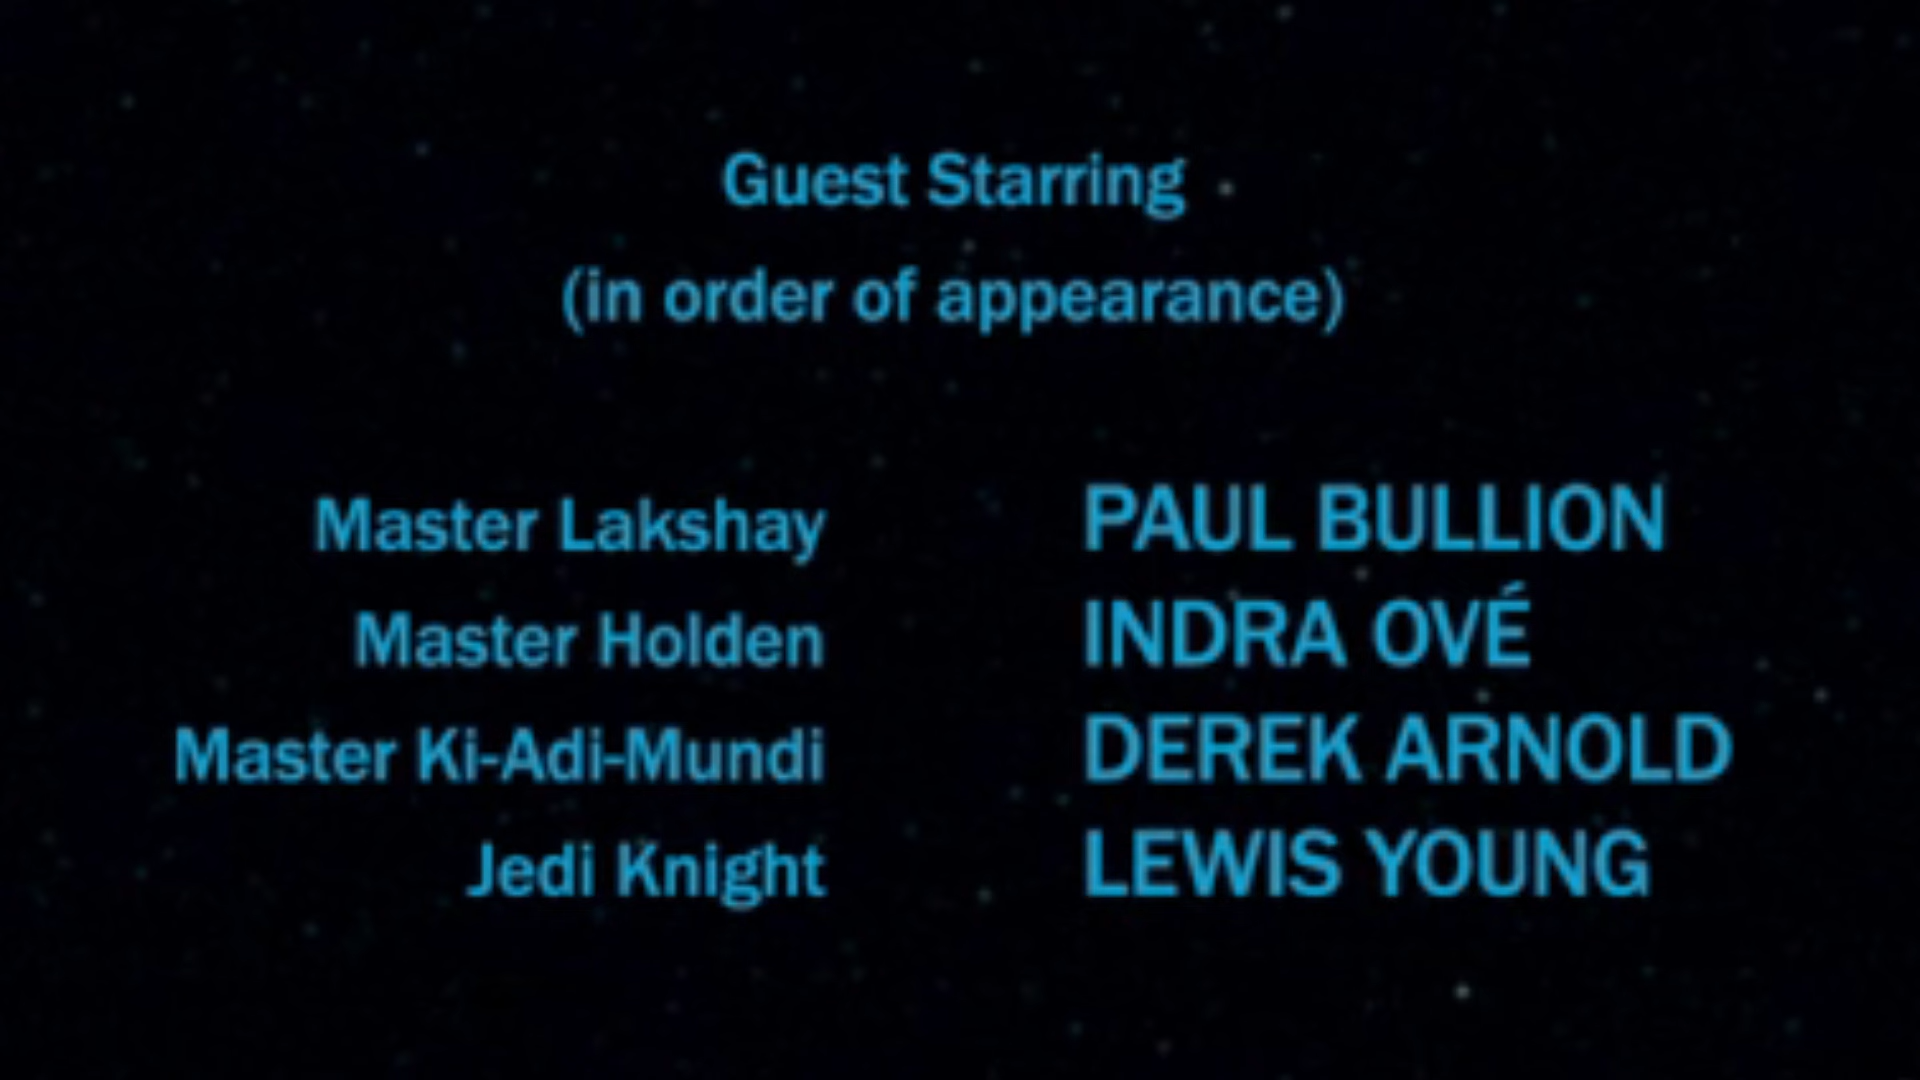 Guest Starring
(in order of appearance)
Master Lakshay PAUL BULLION
Master Holden INDRA OVÉ
Master Ki-Adi-Mundi DEREK ARNOLD
Jedi Knight LEWIS YOUNG